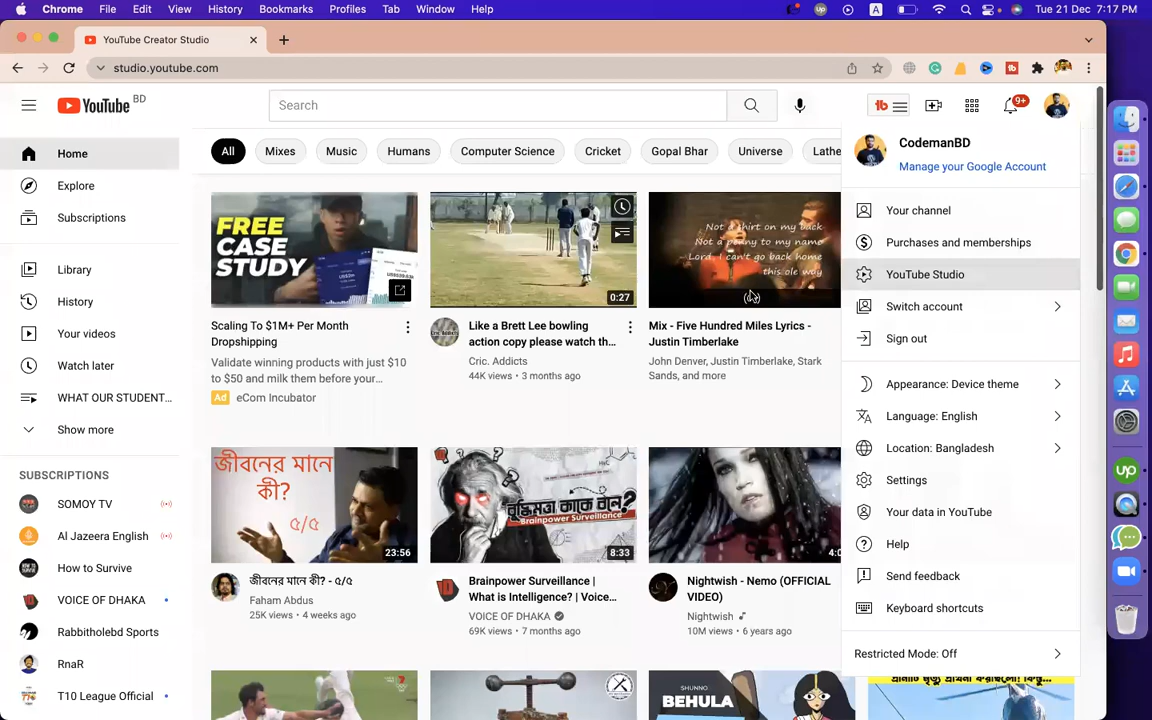 Chrome File Edit View History Bookmarks Profiles Tab Window Help
A
Tue 21 Dec 7:17 PM
YouTube Creator Studio
studio.youtube.com
YouTube BD
Search
9+
Home
Explore
Subscriptions
Library
History
Your videos
Watch later
WHAT OUR STUDENT...
Show more
SUBSCRIPTIONS
SOMOY TV
Al Jazeera English
How to Survive
VOICE OF DHAKA
Rabbitholebd Sports
RnaR
T10 League Official
All Mixes Music Humans Computer Science Cricket Gopal Bhar Universe Lathe
FREE
CASE
STUDY
Scaling To $1M+ Per Month
Dropshipping
Validate winning products with just $10
to $50 and milk them before your...
Ad eCom Incubator
0:27
Like a Brett Lee bowling
action copy please watch th...
Cric. Addicts
44K views • 3 months ago
Not a shirt on my back
Not a penny to my name
Lord, I can't go back home
this ole way
Mix - Five Hundred Miles Lyrics -
Justin Timberlake
John Denver, Justin Timberlake, Stark
Sands, and more
জীবনের মানে
কী?
৫/৫
23:56
জীবনের মানে কী? - ৫/৫
Faham Abdus
25K views • 4 weeks ago
বুদ্ধিমত্তা কাকে বলে?
Brainpower Surveillance
8:33
Brainpower Surveillance |
What is Intelligence? | Voice...
VOICE OF DHAKA
69K views • 7 months ago
4:0
Nightwish - Nemo (OFFICIAL
VIDEO)
Nightwish
10M views • 6 years ago
SHUNNO
BEHULA
CodemanBD
Manage your Google Account
Your channel
Purchases and memberships
YouTube Studio
Switch account
Sign out
Appearance: Device theme
Language: English
Location: Bangladesh
Settings
Your data in YouTube
Help
Send feedback
Keyboard shortcuts
Restricted Mode: Off
up